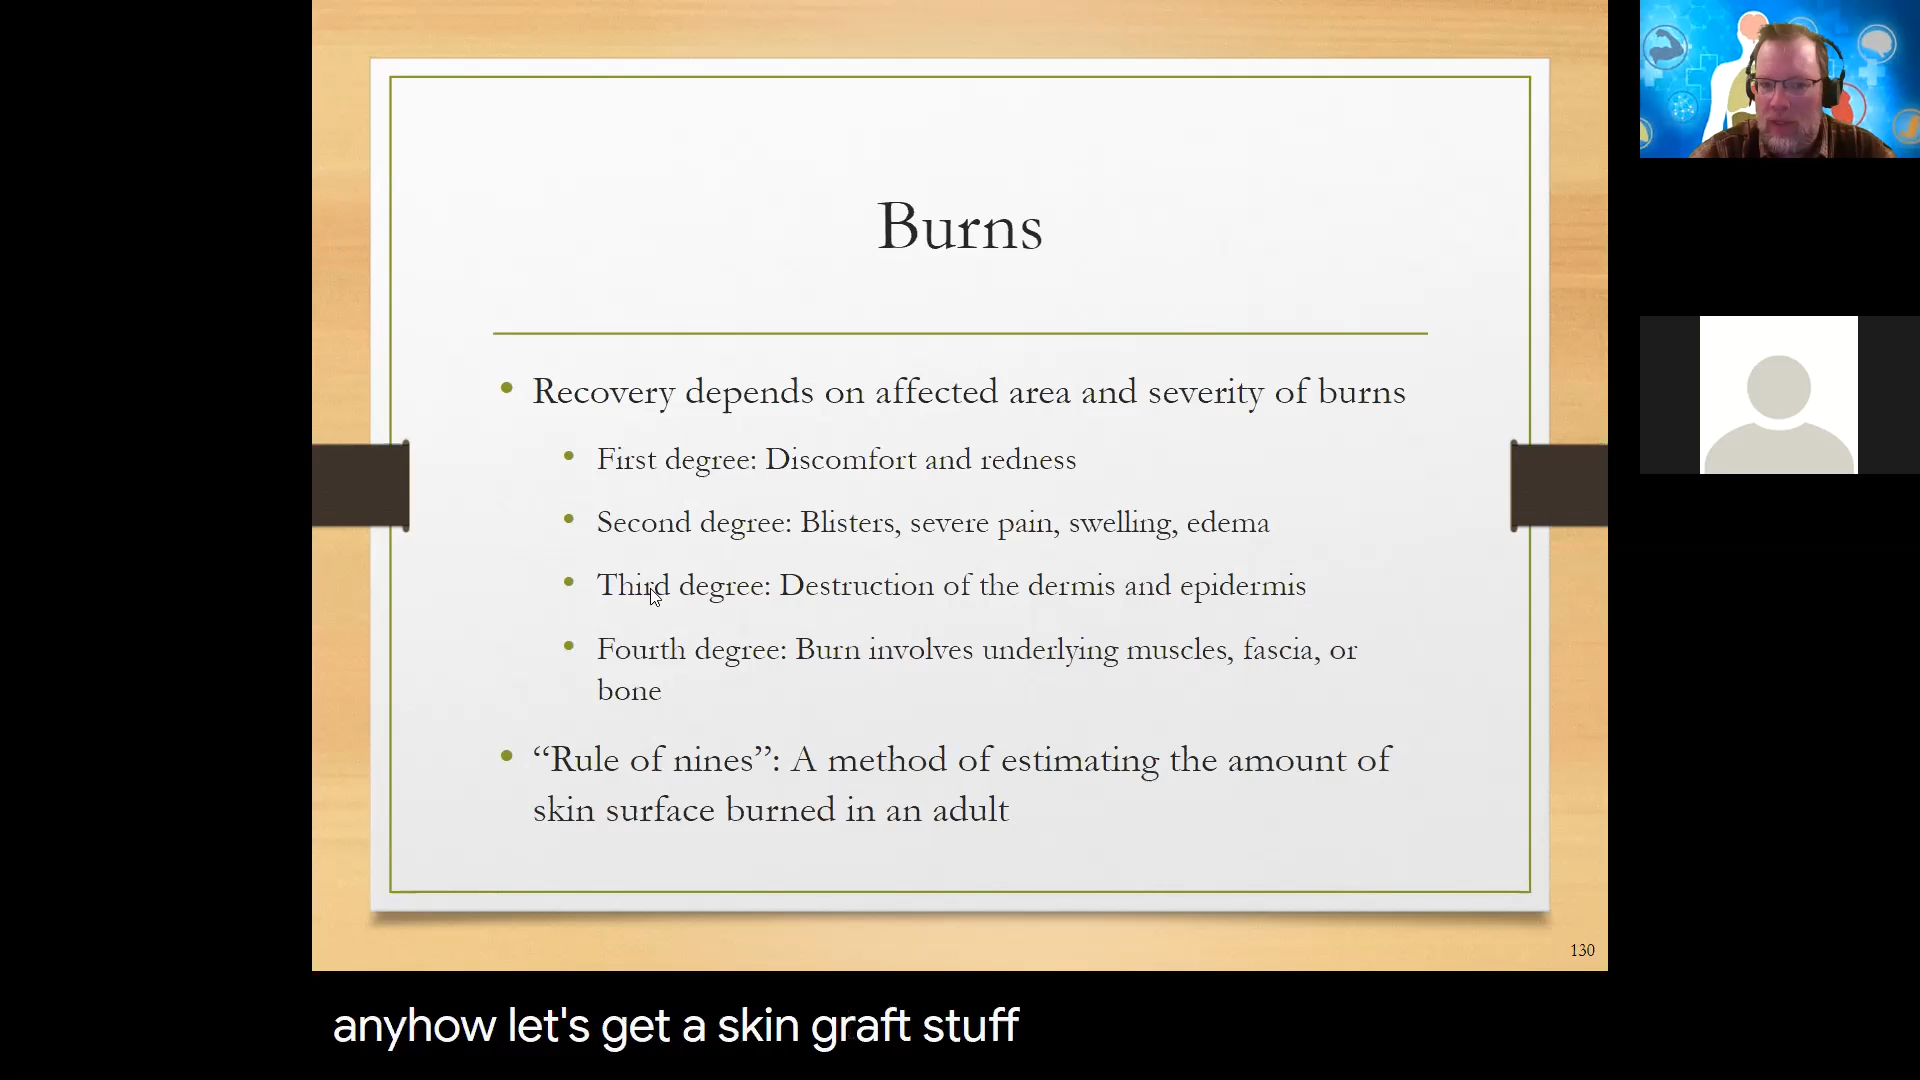 Burns
• Recovery depends on affected area and severity of burns
• First degree: Discomfort and redness
• Second degree: Blisters, severe pain, swelling, edema
• Third degree: Destruction of the dermis and epidermis
• Fourth degree: Burn involves underlying muscles, fascia, or
bone
• “Rule of nines”: A method of estimating the amount of
skin surface burned in an adult
130
anyhow let's get a skin graft stuff